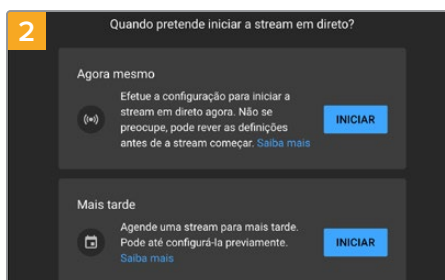 2
Quando pretende iniciar a stream em direto?
Agora mesmo
Efetue a configuração para iniciar a
stream em direto agora. Não se
preocupe, pode rever as definições
antes de a stream começar. Saiba mais
INICIAR
Mais tarde
Agende uma stream para mais tarde.
Pode até configurá-la previamente.
Saiba mais
INICIAR